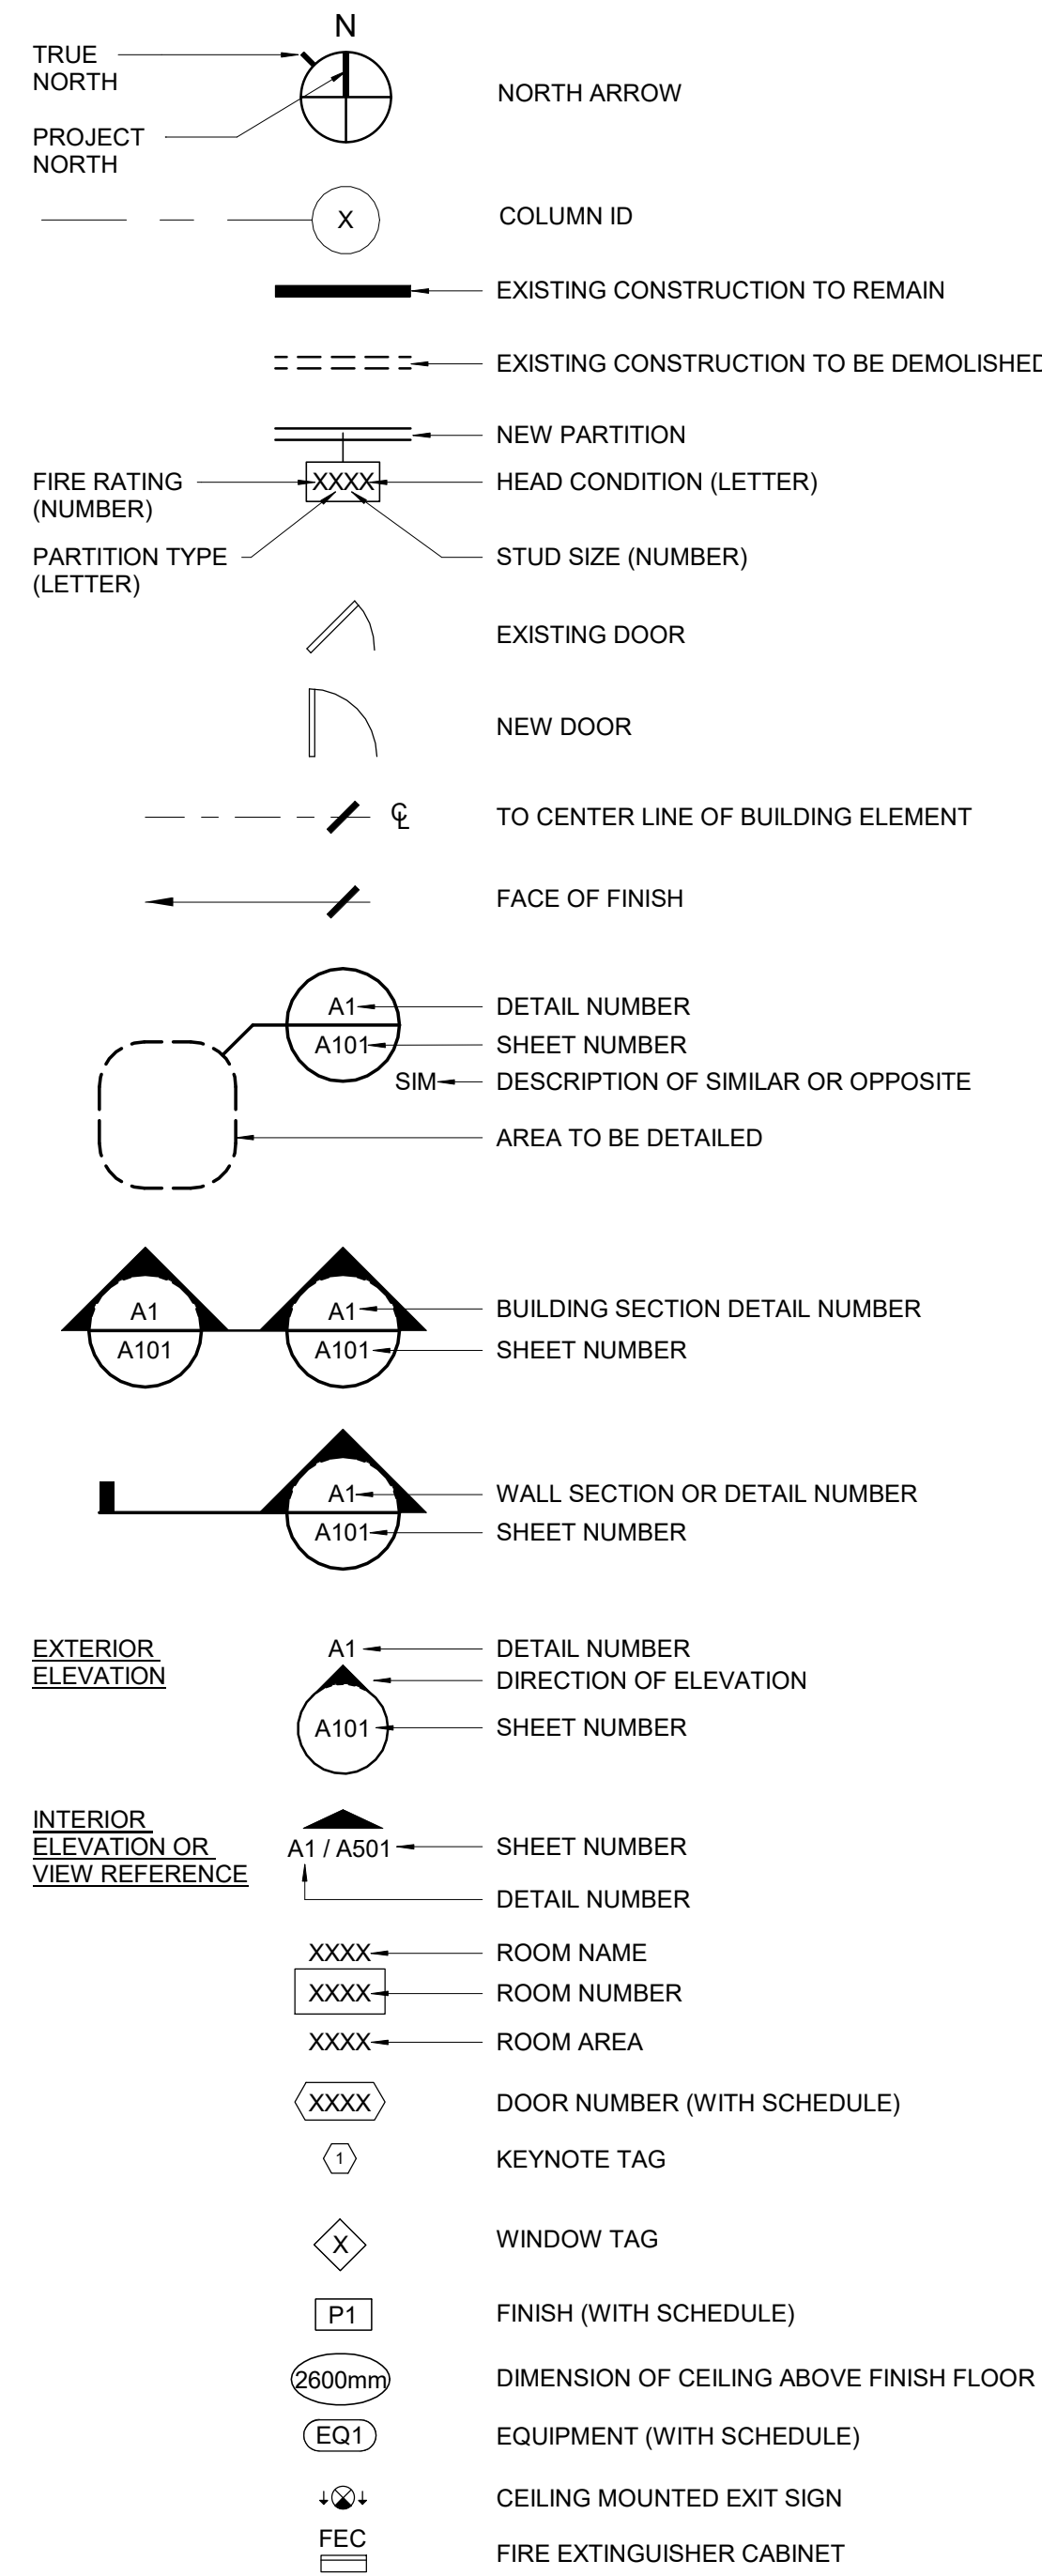 N
TRUE
NORTH
NORTH ARROW
PROJECT
NORTH
X
COLUMN ID
EXISTING CONSTRUCTION TO REMAIN
EXISTING CONSTRUCTION TO BE DEMOLISHED
NEW PARTITION
FIRE RATING
(NUMBER)
XXXX
HEAD CONDITION (LETTER)
PARTITION TYPE
(LETTER)
STUD SIZE (NUMBER)
EXISTING DOOR
NEW DOOR
℄ TO CENTER LINE OF BUILDING ELEMENT
FACE OF FINISH
A1 DETAIL NUMBER
A101 SHEET NUMBER
SIM DESCRIPTION OF SIMILAR OR OPPOSITE
AREA TO BE DETAILED
A1 A1 BUILDING SECTION DETAIL NUMBER
A101 A101 SHEET NUMBER
A1 WALL SECTION OR DETAIL NUMBER
A101 SHEET NUMBER
EXTERIOR
ELEVATION
A1 DETAIL NUMBER
DIRECTION OF ELEVATION
A101 SHEET NUMBER
INTERIOR
ELEVATION OR
VIEW REFERENCE
A1 / A501 SHEET NUMBER
DETAIL NUMBER
XXXX ROOM NAME
XXXX ROOM NUMBER
XXXX ROOM AREA
XXXX DOOR NUMBER (WITH SCHEDULE)
1 KEYNOTE TAG
X WINDOW TAG
P1 FINISH (WITH SCHEDULE)
2600mm DIMENSION OF CEILING ABOVE FINISH FLOOR
EQ1 EQUIPMENT (WITH SCHEDULE)
CEILING MOUNTED EXIT SIGN
FEC
FIRE EXTINGUISHER CABINET